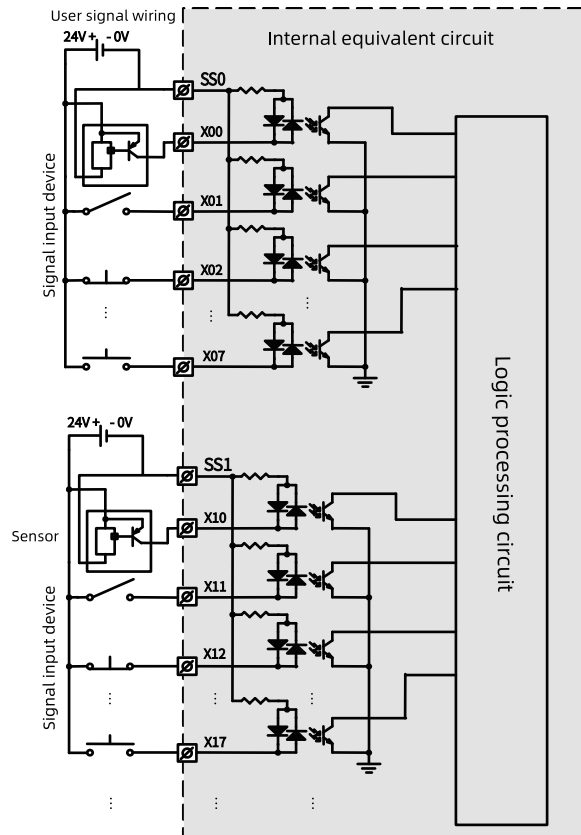 User signal wiring
24V + - 0V
Internal equivalent circuit
SS0
X00
X01
X02
...
X07
Signal input device
Logic processing circuit
24V + - 0V
SS1
X10
Sensor
X11
X12
...
X17
Signal input device
...